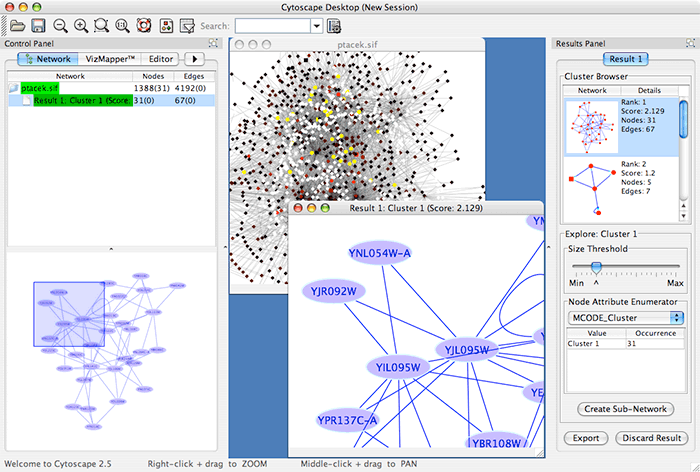 Cytoscape Desktop (New Session)
Search:
Control Panel
Network VizMapper™ Editor
Network Nodes Edges
ptacek.sif 1388(31) 4192(0)
Result 1: Cluster 1 (Score: 31(0) 67(0)
ptacek.sif
Result 1: Cluster 1 (Score: 2.129)
YNL054W-A
YJR092W
YJL095W
YIL095W
YPR137C-A
YBR108W
Results Panel
Result 1
Cluster Browser
Network Details
Rank: 1
Score: 2.129
Nodes: 31
Edges: 67
Rank: 2
Score: 1.2
Nodes: 5
Edges: 7
Explore: Cluster 1
Size Threshold
Min Max
Node Attribute Enumerator
MCODE_Cluster
Value Occurrence
Cluster 1 31
Create Sub-Network
Export Discard Result
Welcome to Cytoscape 2.5 Right-click + drag to ZOOM Middle-click + drag to PAN